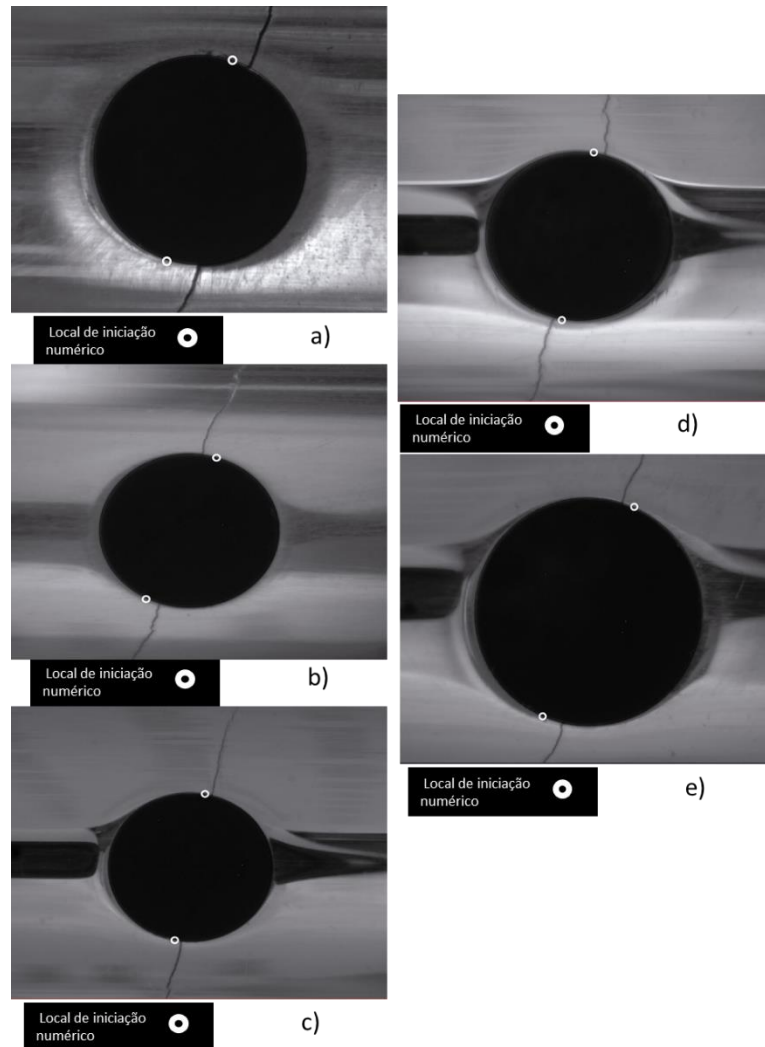 Local de iniciação
numérico
a)
Local de iniciação
numérico
b)
Local de iniciação
numérico
c)
Local de iniciação
numérico
d)
Local de iniciação
numérico
e)